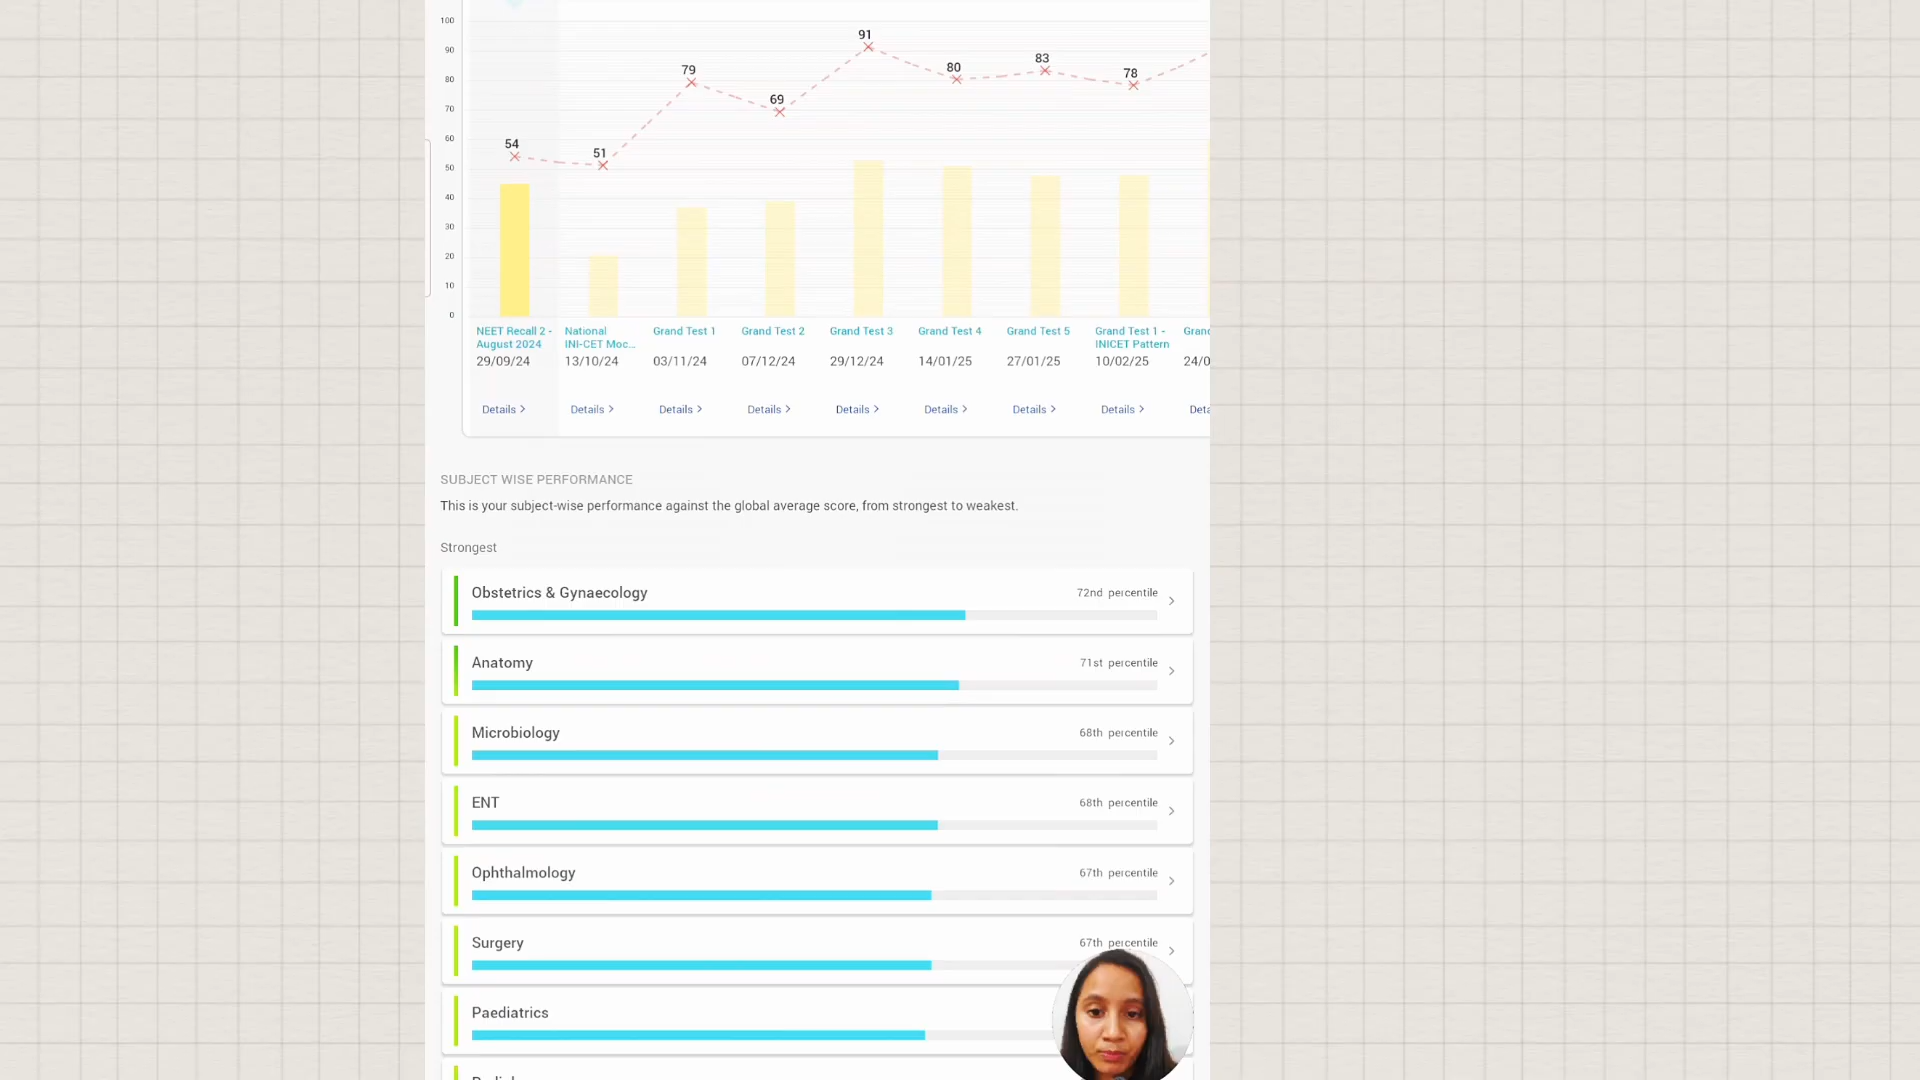 100
90
80
70
60
50
40
30
20
10
0
54
51
79
69
91
80
83
78
NEET Recall 2 -
August 2024
29/09/24
Details >
National
INI-CET Moc...
13/10/24
Details >
Grand Test 1
03/11/24
Details >
Grand Test 2
07/12/24
Details >
Grand Test 3
29/12/24
Details >
Grand Test 4
14/01/25
Details >
Grand Test 5
27/01/25
Details >
Grand Test 1 -
INICET Pattern
10/02/25
Details >
SUBJECT WISE PERFORMANCE
This is your subject-wise performance against the global average score, from strongest to weakest.
Strongest
Obstetrics & Gynaecology 72nd percentile >
Anatomy 71st percentile >
Microbiology 68th percentile >
ENT 68th percentile >
Ophthalmology 67th percentile >
Surgery 67th percentile >
Paediatrics